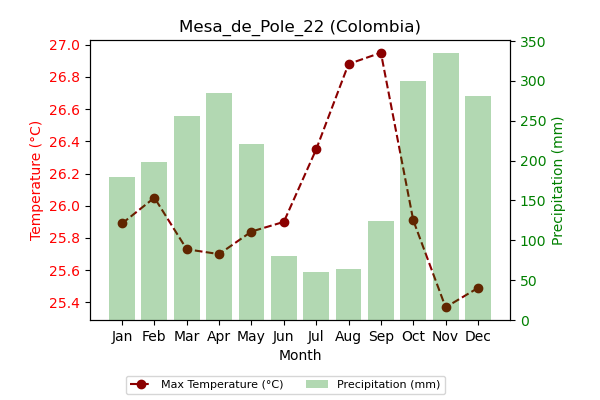 Mesa_de_Pole_22 (Colombia)
Temperature (°C)
27.0
26.8
26.6
26.4
26.2
26.0
25.8
25.6
25.4
350
300
250
200
150
100
50
0
Precipitation (mm)
Jan Feb Mar Apr May Jun Jul Aug Sep Oct Nov Dec
Month
Max Temperature (°C) Precipitation (mm)